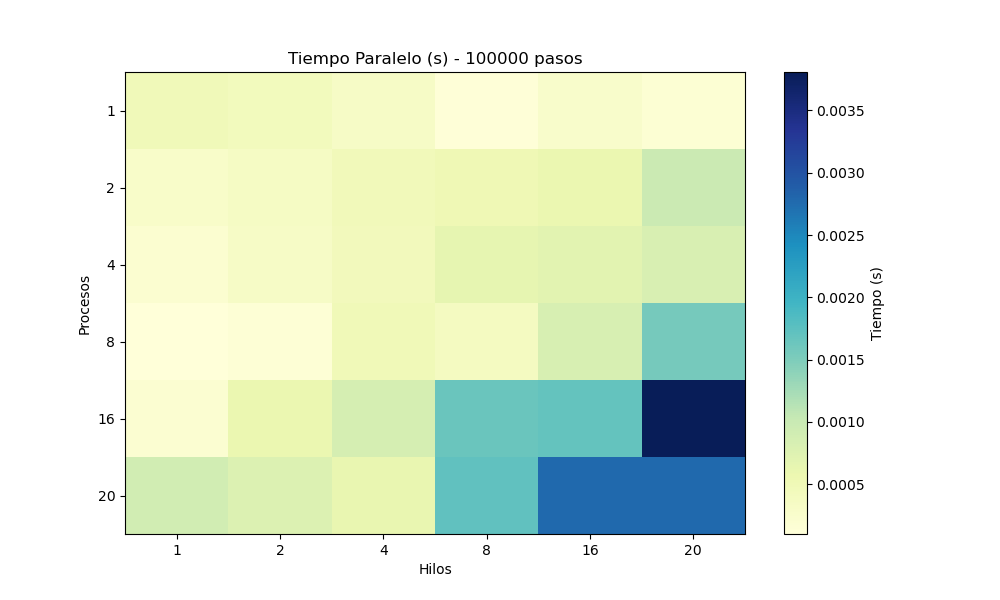 Tiempo Paralelo (s) - 100000 pasos
Procesos
1
2
4
8
16
20
1 2 4 8 16 20
Hilos
0.0035
0.0030
0.0025
0.0020
0.0015
0.0010
0.0005
Tiempo (s)